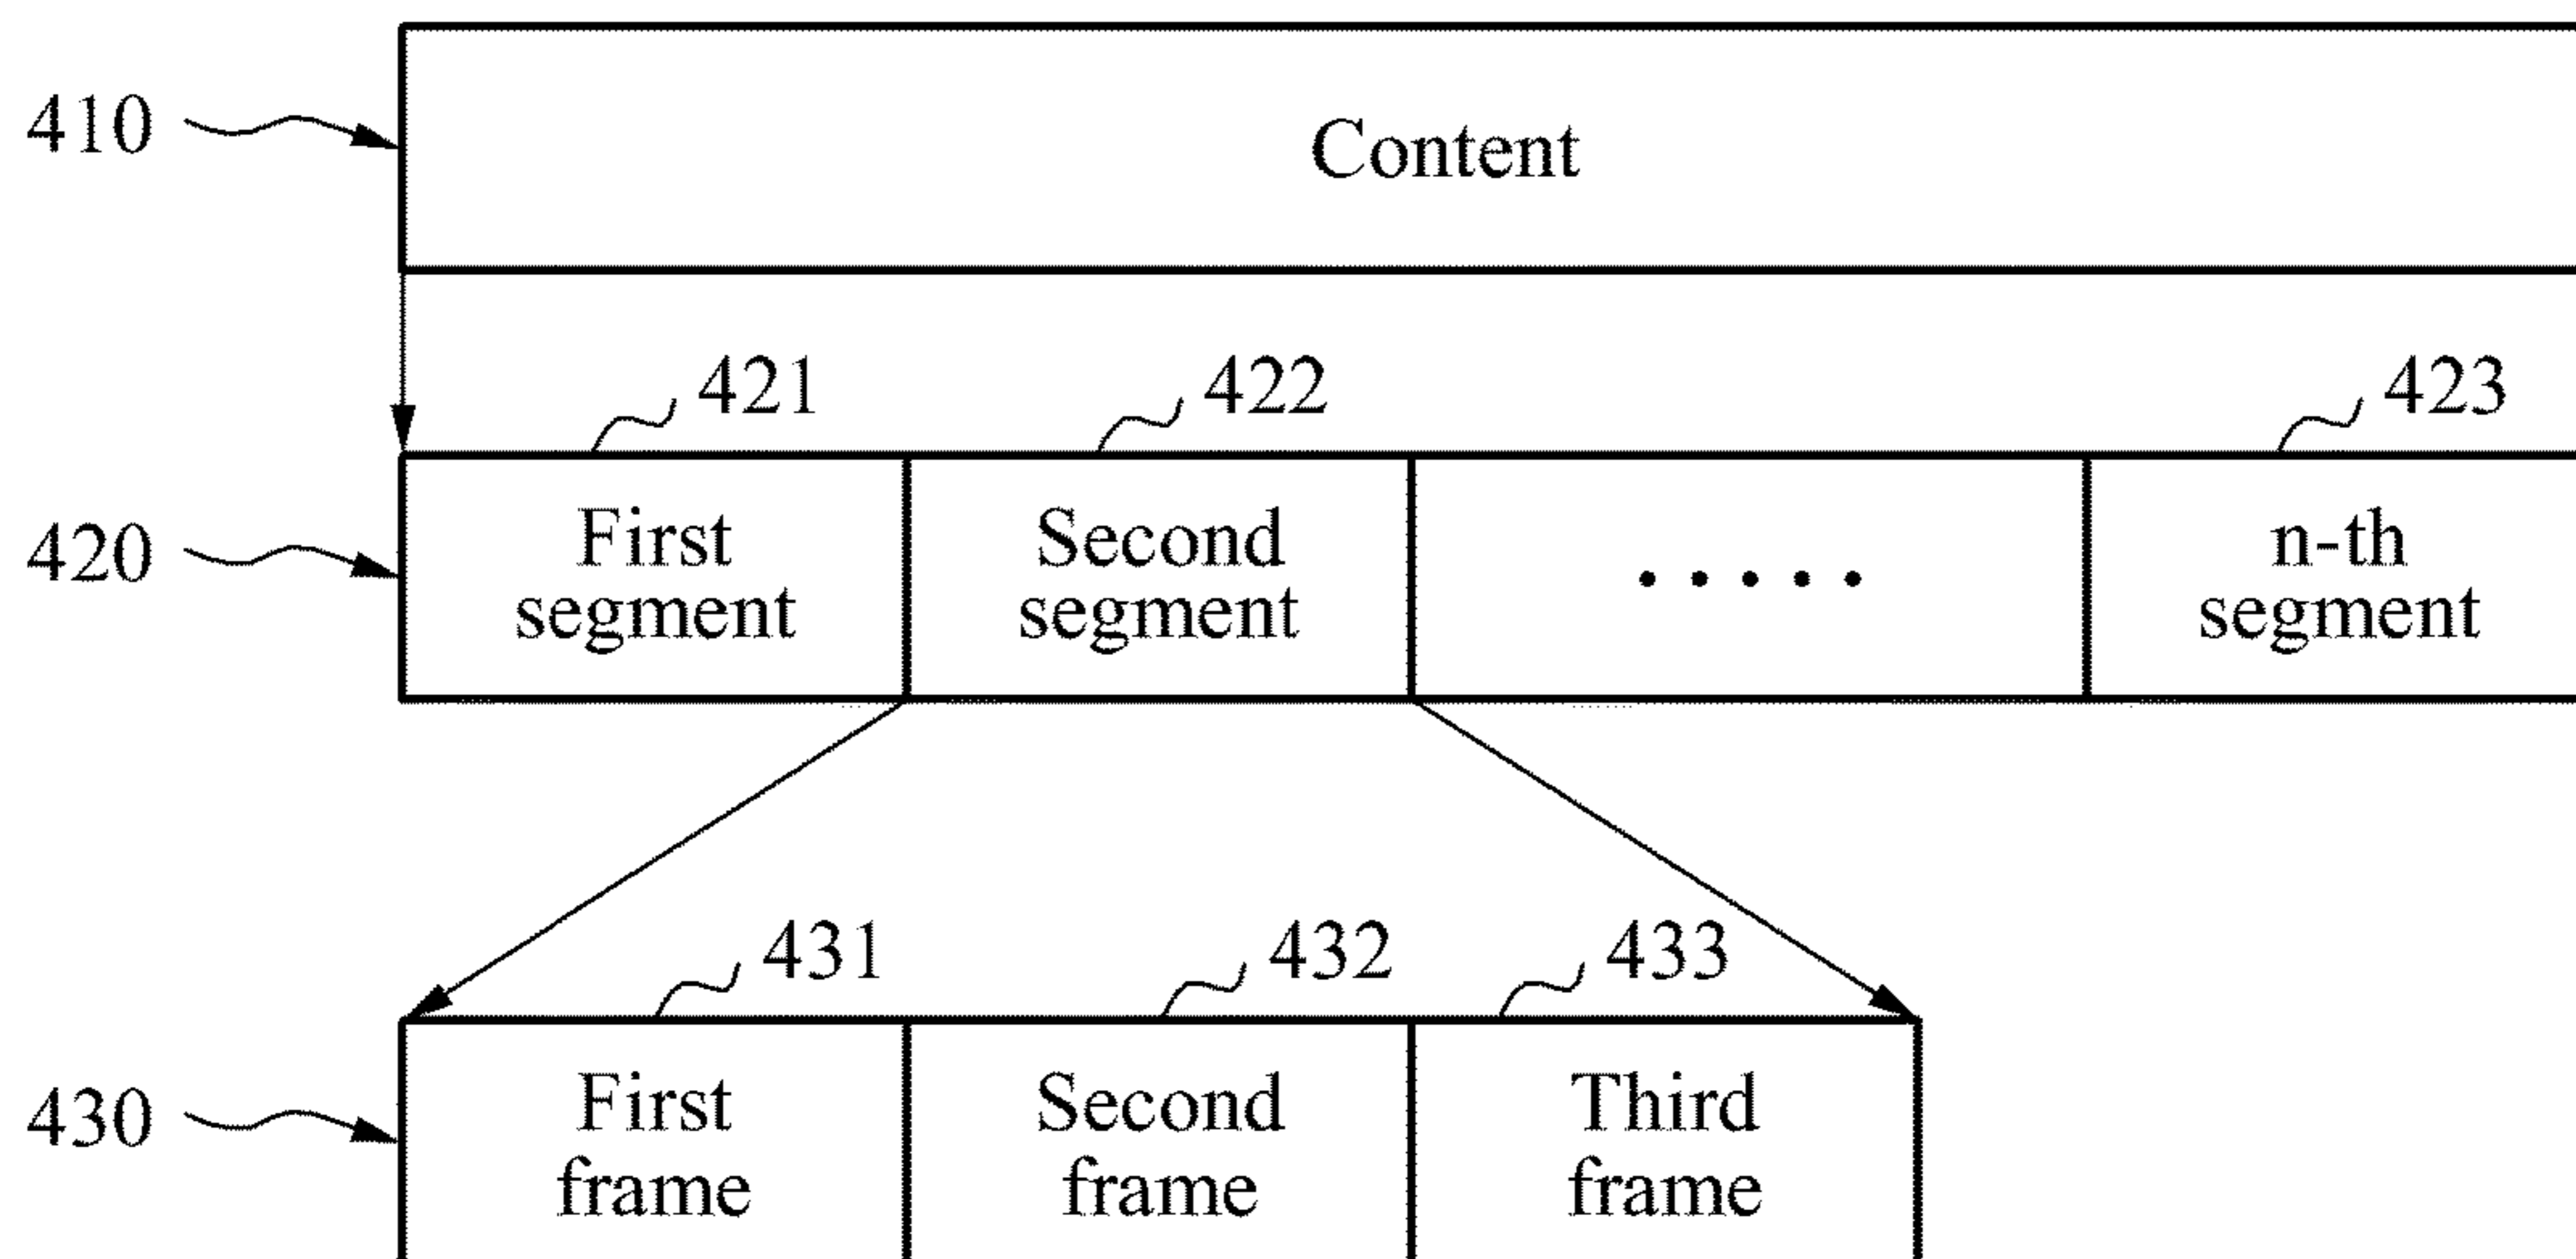 410
Content
421
422
423
420
First
segment
Second
segment
.....
n-th
segment
431
432
433
430
First
frame
Second
frame
Third
frame